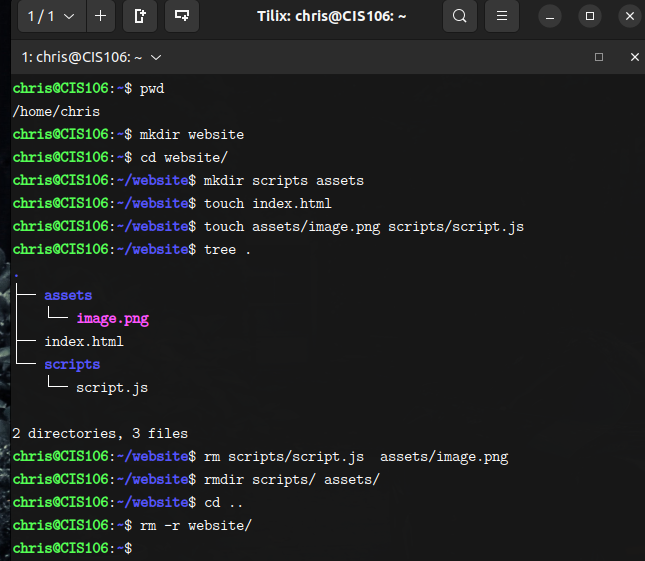 1 / 1 Tilix: chris@CIS106: ~
1: chris@CIS106: ~
chris@CIS106:~$ pwd
/home/chris
chris@CIS106:~$ mkdir website
chris@CIS106:~$ cd website/
chris@CIS106:~/website$ mkdir scripts assets
chris@CIS106:~/website$ touch index.html
chris@CIS106:~/website$ touch assets/image.png scripts/script.js
chris@CIS106:~/website$ tree .
.
├── assets
│   └── image.png
├── index.html
└── scripts
    └── script.js
2 directories, 3 files
chris@CIS106:~/website$ rm scripts/script.js  assets/image.png
chris@CIS106:~/website$ rmdir scripts/ assets/
chris@CIS106:~/website$ cd ..
chris@CIS106:~$ rm -r website/
chris@CIS106:~$